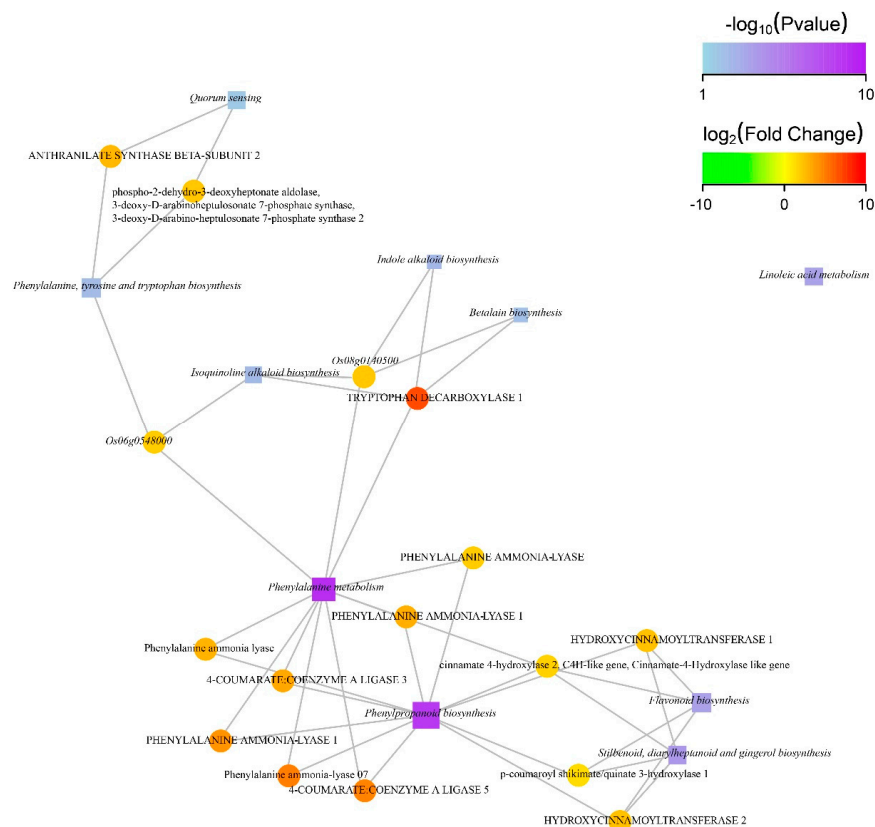 -log10(Pvalue)
1 10
log2(Fold Change)
-10 0 10
Quorum sensing
ANTHRANILATE SYNTHASE BETA-SUBUNIT 2
phospho-2-dehydro-3-deoxyheptonate aldolase,
3-deoxy-D-arabinoheptulosonate 7-phosphate synthase,
3-deoxy-D-arabino-heptulosonate 7-phosphate synthase 2
Indole alkaloid biosynthesis
Linoleic acid metabolism
Phenylalanine, tyrosine and tryptophan biosynthesis
Betalain biosynthesis
Os08g0140500
Isoquinoline alkaloid biosynthesis
TRYPTOPHAN DECARBOXYLASE 1
Os06g0548000
PHENYLALANINE AMMONIA-LYASE
Phenylalanine metabolism
PHENYLALANINE AMMONIA-LYASE 1
HYDROXYCINNAMOYLTRANSFERASE 1
Phenylalanine ammonia lyase
cinnamate 4-hydroxylase 2, C4H-like gene, Cinnamate-4-Hydroxylase like gene
4-COUMARATE:COENZYME A LIGASE 3
Flavonoid biosynthesis
Phenylpropanoid biosynthesis
PHENYLALANINE AMMONIA-LYASE 1
Stilbenoid, diarylheptanoid and gingerol biosynthesis
Phenylalanine ammonia-lyase 07
p-coumaroyl shikimate/quinate 3-hydroxylase 1
4-COUMARATE:COENZYME A LIGASE 5
HYDROXYCINNAMOYLTRANSFERASE 2